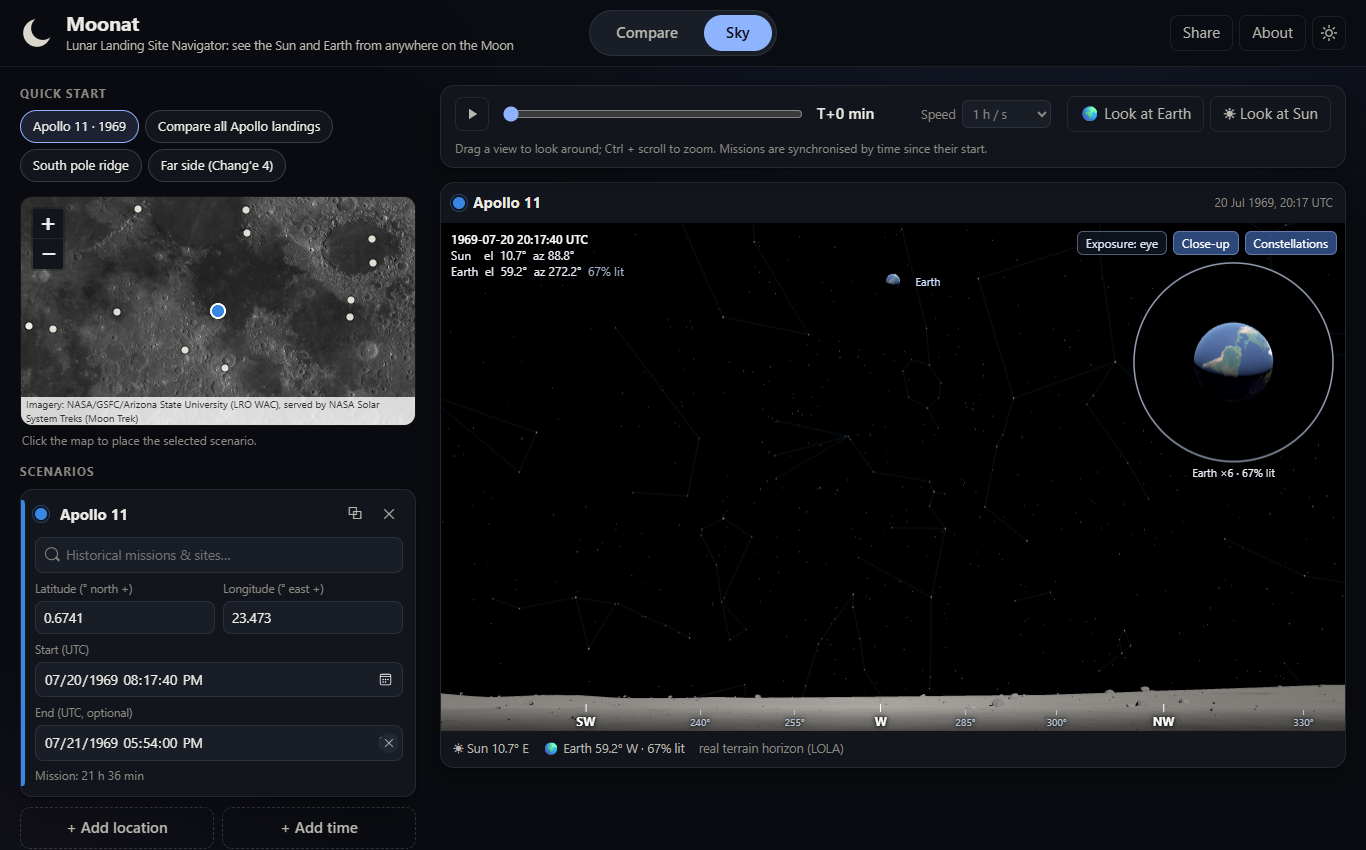 Moonat
Lunar Landing Site Navigator: see the Sun and Earth from anywhere on the Moon
Compare
Sky
Share
About
QUICK START
Apollo 11 · 1969
Compare all Apollo landings
South pole ridge
Far side (Chang'e 4)
+
−
Imagery: NASA/GSFC/Arizona State University (LRO WAC), served by NASA Solar
System Treks (Moon Trek)
Click the map to place the selected scenario.
SCENARIOS
Apollo 11
Historical missions & sites...
Latitude (° north +)
Longitude (° east +)
0.6741
23.473
Start (UTC)
07/20/1969 08:17:40 PM
End (UTC, optional)
07/21/1969 05:54:00 PM
Mission: 21 h 36 min
+ Add location
+ Add time
T+0 min
Speed
1 h / s
Look at Earth
Look at Sun
Drag a view to look around; Ctrl + scroll to zoom. Missions are synchronised by time since their start.
Apollo 11
20 Jul 1969, 20:17 UTC
1969-07-20 20:17:40 UTC
Sun el 10.7° az 88.8°
Earth el 59.2° az 272.2° 67% lit
Exposure: eye
Close-up
Constellations
Earth
Earth ×6 · 67% lit
SW
240°
255°
W
285°
300°
NW
330°
Sun 10.7° E
Earth 59.2° W · 67% lit
real terrain horizon (LOLA)